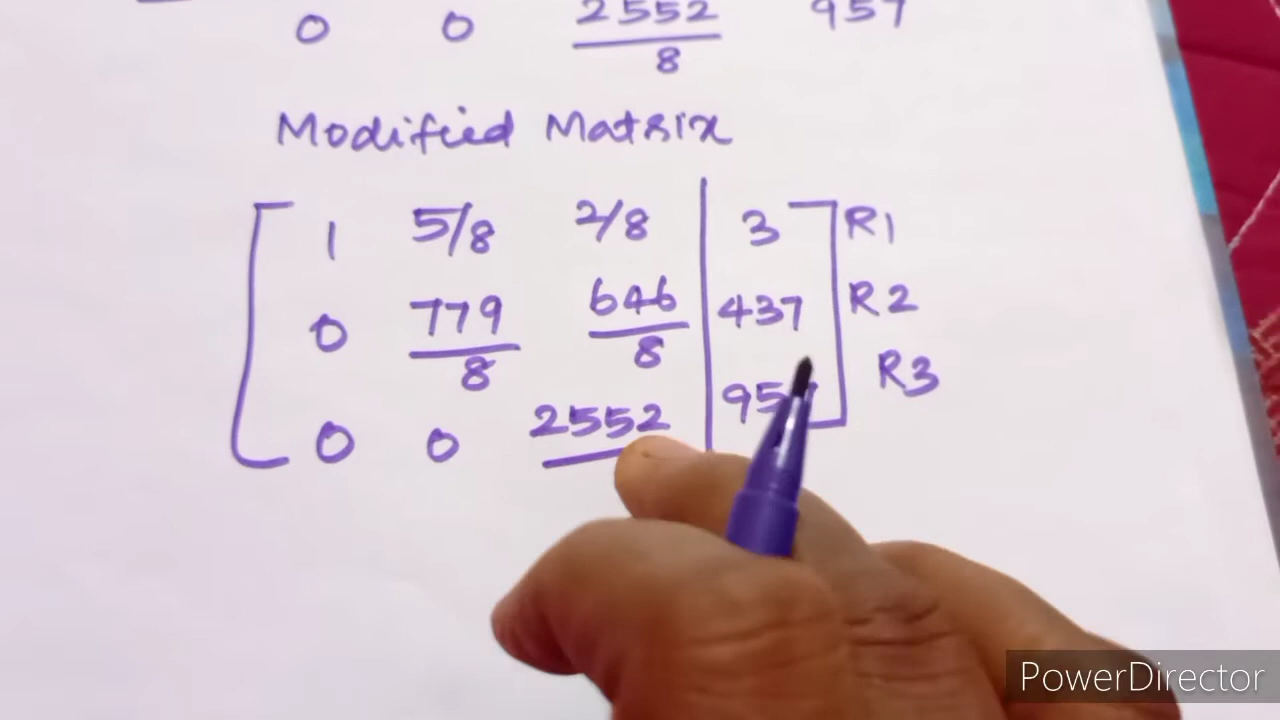 0 0 2552 957
8
Modified Matrix
1 5/8 2/8 3 R1
0 779 646 437 R2
8 8
0 0 2552 R3
PowerDirector